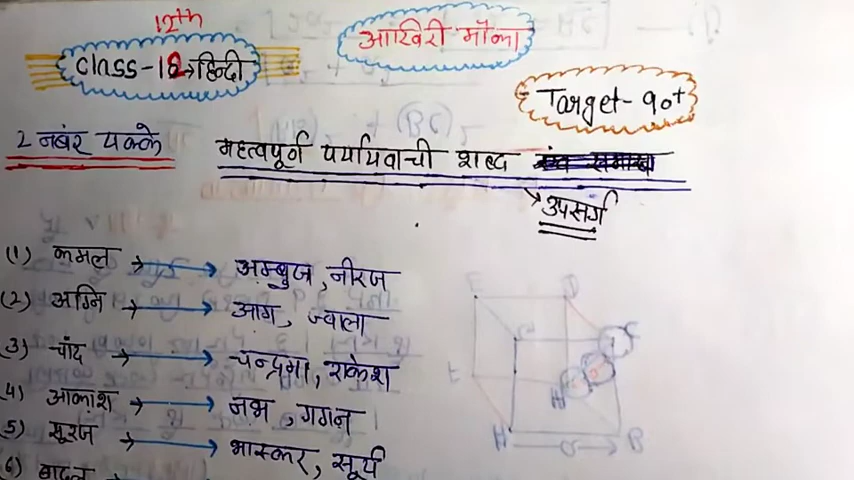 12th
Class-12→हिन्दी
आखिरी मौका
Target-90+
2 नबंर पक्के
महत्वपूर्ण पर्यायवाची शब्द
→उपसर्ग
(1) कमल → अम्बुज, नीरज
(2) अग्नि → आग, ज्वाला
(3) चाँद → चन्द्रमा, राकेश
(4) आकाश → नभ, गगन
(5) सूरज → भास्कर, सूर्य
(6) बादल